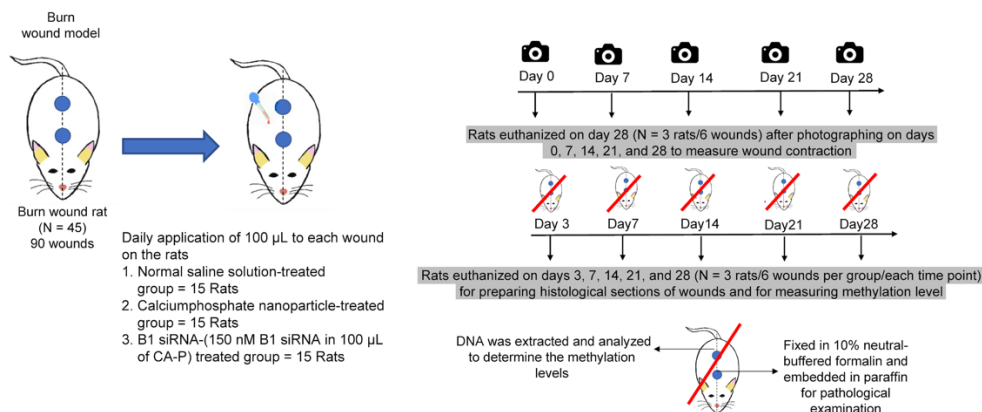 Burn
wound model
Burn wound rat
(N = 45)
90 wounds
Daily application of 100 µL to each wound
on the rats
1. Normal saline solution-treated
group = 15 Rats
2. Calciumphosphate nanoparticle-treated
group = 15 Rats
3. B1 siRNA-(150 nM B1 siRNA in 100 µL
of CA-P) treated group = 15 Rats
Day 0 Day 7 Day 14 Day 21 Day 28
Rats euthanized on day 28 (N = 3 rats/6 wounds) after photographing on days
0, 7, 14, 21, and 28 to measure wound contraction
Day 3 Day7 Day14 Day21 Day28
Rats euthanized on days 3, 7, 14, 21, and 28 (N = 3 rats/6 wounds per group/each time point)
for preparing histological sections of wounds and for measuring methylation level
DNA was extracted and analyzed
to determine the methylation
levels
Fixed in 10% neutral-
buffered formalin and
embedded in paraffin
for pathological
examination